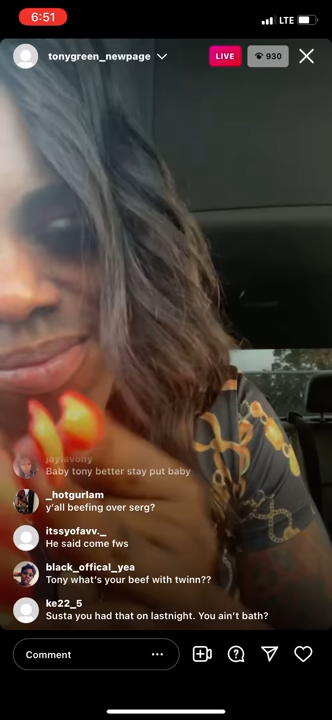 6:51
LTE
tonygreen_newpage
LIVE
930
jaylavony
Baby tony better stay put baby
_hotgurlam
y'all beefing over serg?
itssyofavv._
He said come fws
black_offical_yea
Tony what's your beef with twinn??
ke22_5
Susta you had that on lastnight. You ain't bath?
Comment